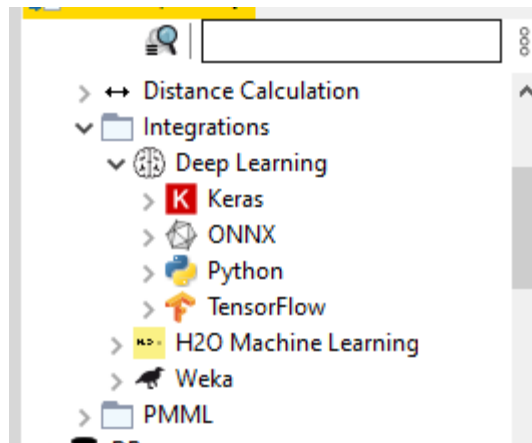 Distance Calculation
Integrations
Deep Learning
K Keras
ONNX
Python
TensorFlow
H2O Machine Learning
Weka
PMML